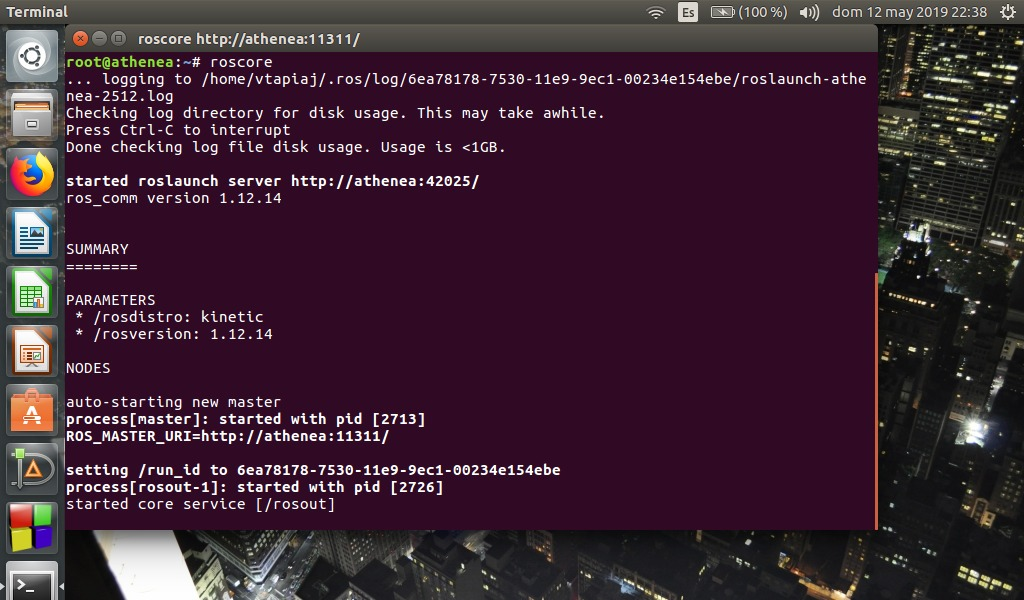 Terminal
Es
(100 %)
dom 12 may 2019 22:38
roscore http://athenea:11311/
root@athenea:~# roscore
... logging to /home/vtapiaj/.ros/log/6ea78178-7530-11e9-9ec1-00234e154ebe/roslaunch-athe
nea-2512.log
Checking log directory for disk usage. This may take awhile.
Press Ctrl-C to interrupt
Done checking log file disk usage. Usage is <1GB.
started roslaunch server http://athenea:42025/
ros_comm version 1.12.14
SUMMARY
========
PARAMETERS
 * /rosdistro: kinetic
 * /rosversion: 1.12.14
NODES
auto-starting new master
process[master]: started with pid [2713]
ROS_MASTER_URI=http://athenea:11311/
setting /run_id to 6ea78178-7530-11e9-9ec1-00234e154ebe
process[rosout-1]: started with pid [2726]
started core service [/rosout]
>_